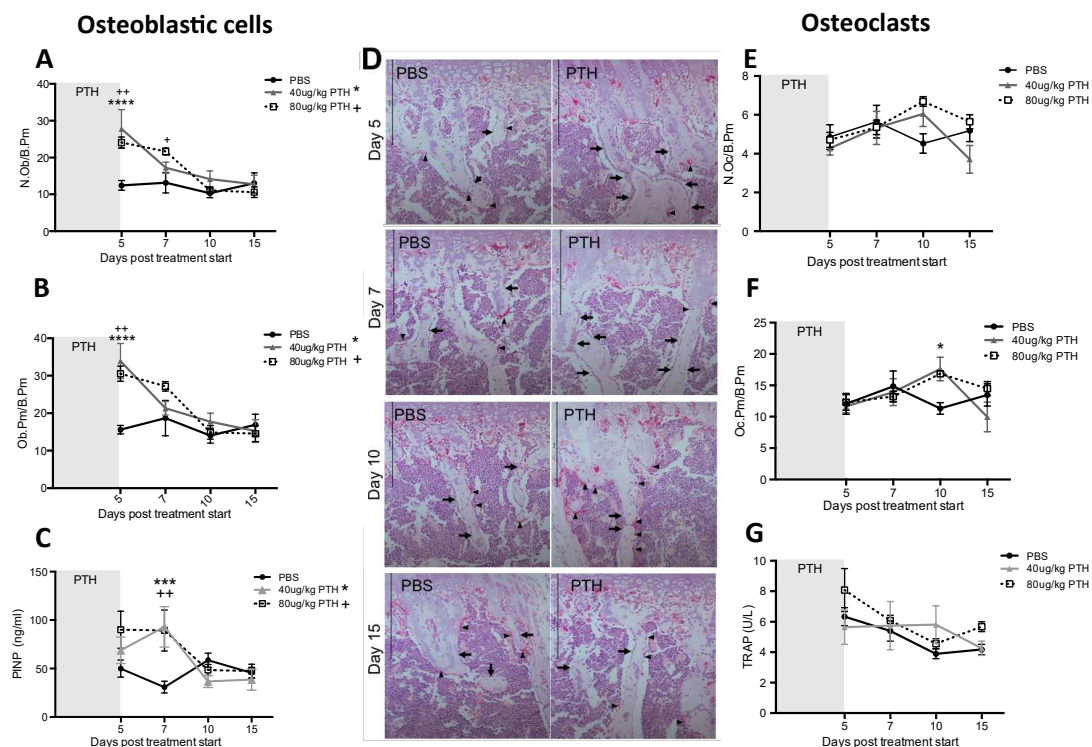 Osteoblastic cells
Osteoclasts
A
PTH
++
****
+
PBS
40ug/kg PTH *
80ug/kg PTH +
N.Ob/B.Pm
40
30
20
10
0
5 7 10 15
Days post treatment start
B
PTH
++
****
PBS
40ug/kg PTH *
80ug/kg PTH +
Ob.Pm/B.Pm
40
30
20
10
0
5 7 10 15
Days post treatment start
C
PTH
***
++
PBS
40ug/kg PTH *
80ug/kg PTH +
PINP (ng/ml)
150
100
50
0
5 7 10 15
Days post treatment start
D
PBS PTH
Day 5
PBS PTH
Day 7
PBS PTH
Day 10
PBS PTH
Day 15
E
PTH
PBS
40ug/kg PTH
80ug/kg PTH
N.Oc/B.Pm
8
6
4
2
0
5 7 10 15
Days post treatment start
F
PTH
*
PBS
40ug/kg PTH
80ug/kg PTH
Oc.Pm/B.Pm
25
20
15
10
5
0
5 7 10 15
Days post treatment start
G
PTH
PBS
40ug/kg PTH
80ug/kg PTH
TRAP (U/L)
10
8
6
4
2
0
5 7 10 15
Days post treatment start